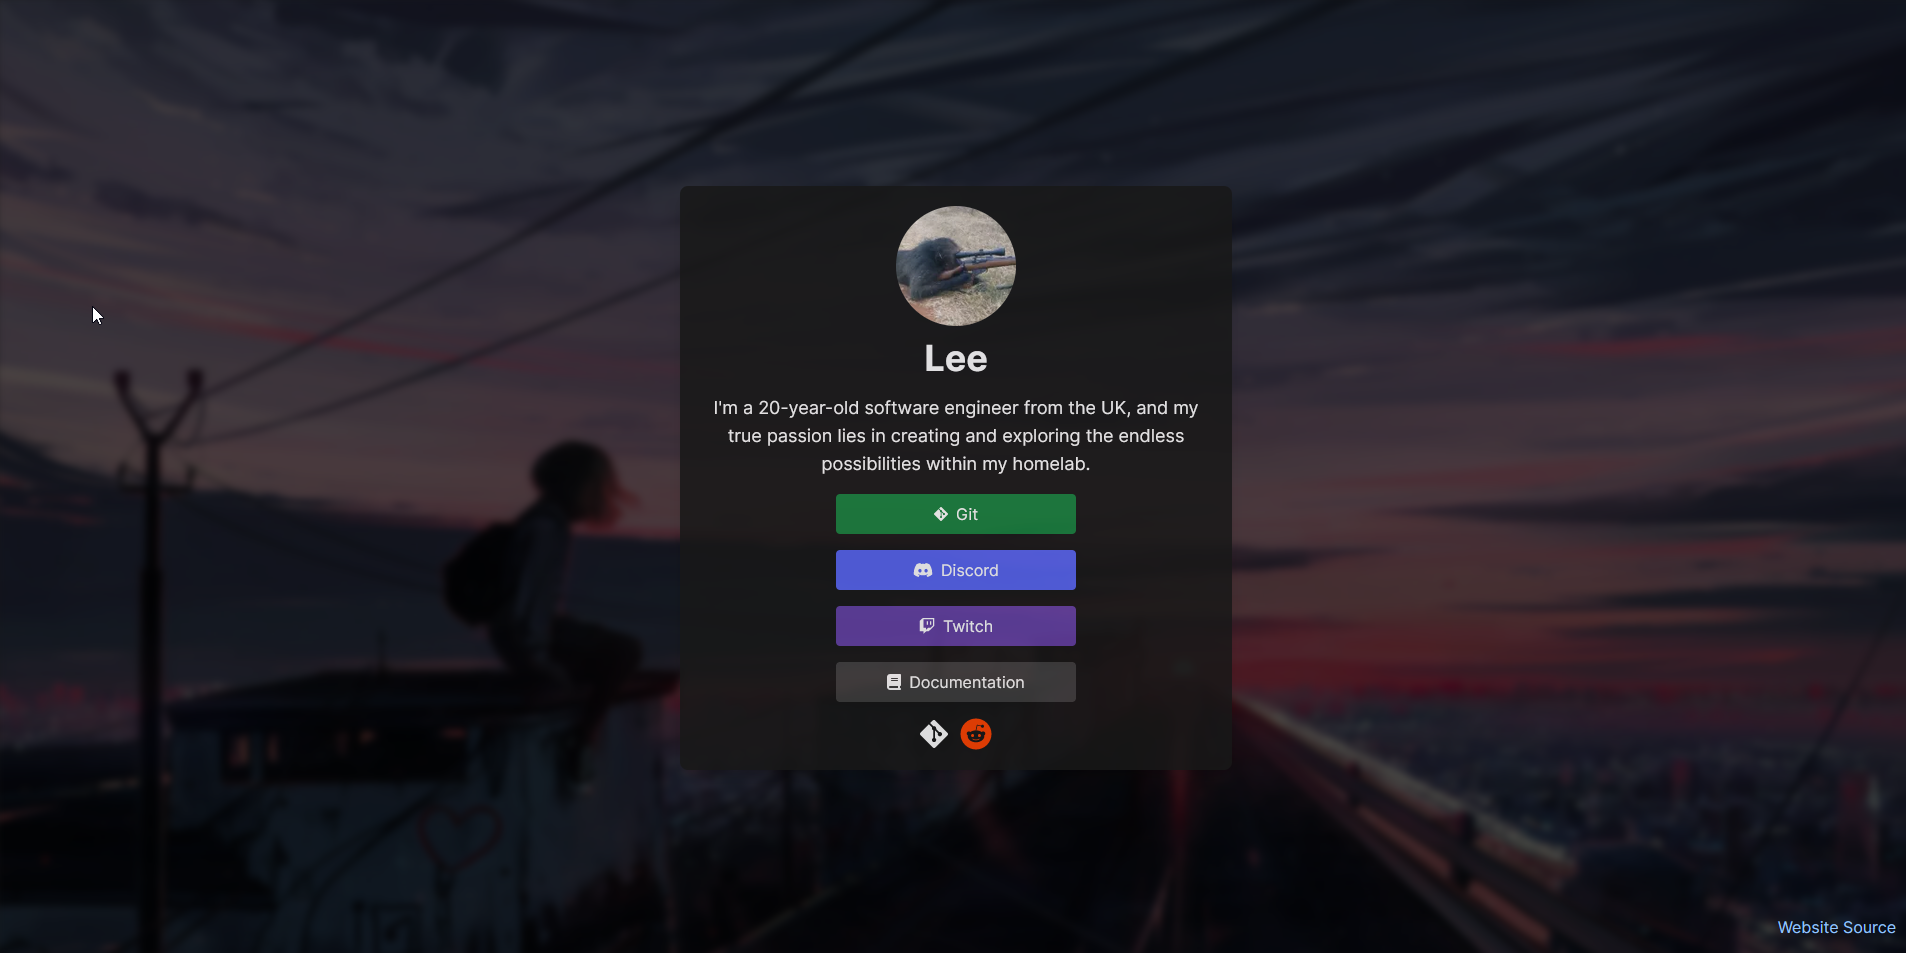 Lee
I'm a 20-year-old software engineer from the UK, and my
true passion lies in creating and exploring the endless
possibilities within my homelab.
Git
Discord
Twitch
Documentation
Website Source